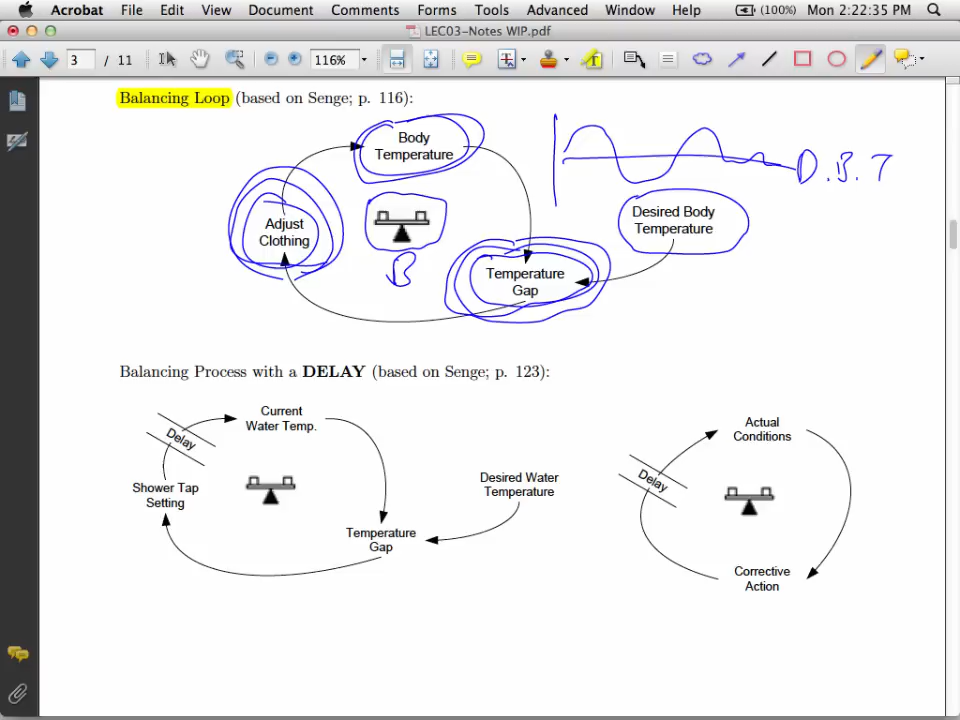 Acrobat File Edit View Document Comments Forms Tools Advanced Window Help (100%) Mon 2:22:35 PM
LEC03-Notes WIP.pdf
3 / 11 116%
Balancing Loop (based on Senge; p. 116):
Body
Temperature
D.B.T
Desired Body
Temperature
Adjust
Clothing
B
Temperature
Gap
Balancing Process with a DELAY (based on Senge; p. 123):
Current
Water Temp.
Delay
Shower Tap
Setting
Desired Water
Temperature
Temperature
Gap
Actual
Conditions
Delay
Corrective
Action